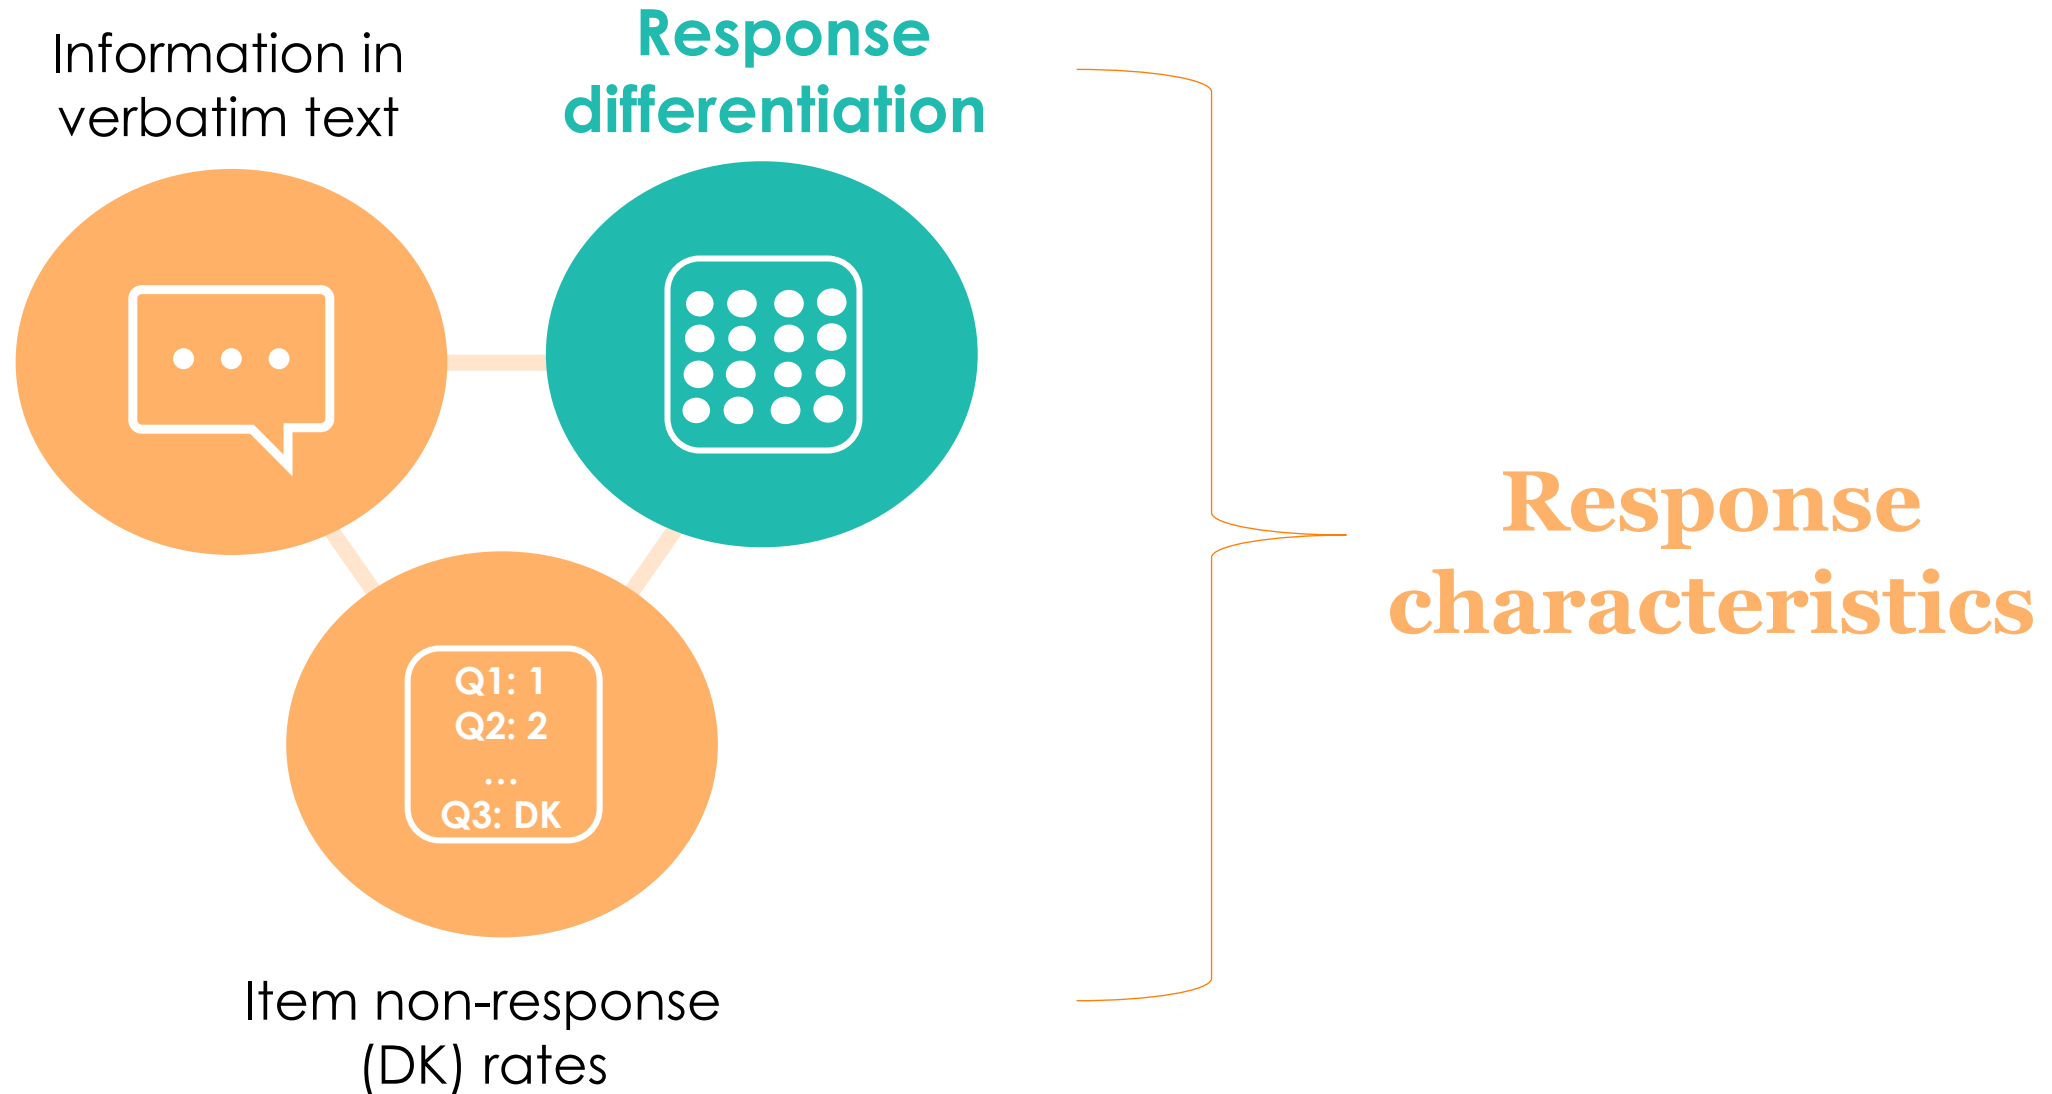 Information in
verbatim text
Response
differentiation
Q1: 1
Q2: 2
...
Q3: DK
Item non-response
(DK) rates
Response
characteristics